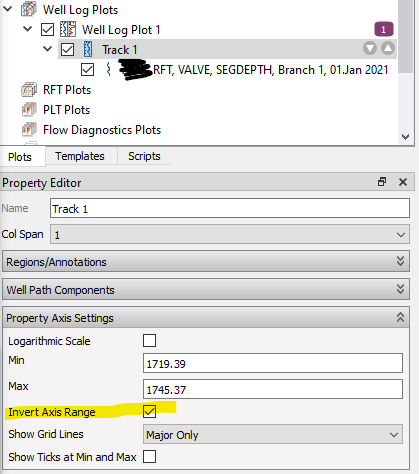 Well Log Plots
Well Log Plot 1
1
Track 1
RFT, VALVE, SEGDEPTH, Branch 1, 01.Jan 2021
RFT Plots
PLT Plots
Flow Diagnostics Plots
Plots Templates Scripts
Property Editor
Name Track 1
Col Span 1
Regions/Annotations
Well Path Components
Property Axis Settings
Logarithmic Scale
Min 1719.39
Max 1745.37
Invert Axis Range
Show Grid Lines Major Only
Show Ticks at Min and Max